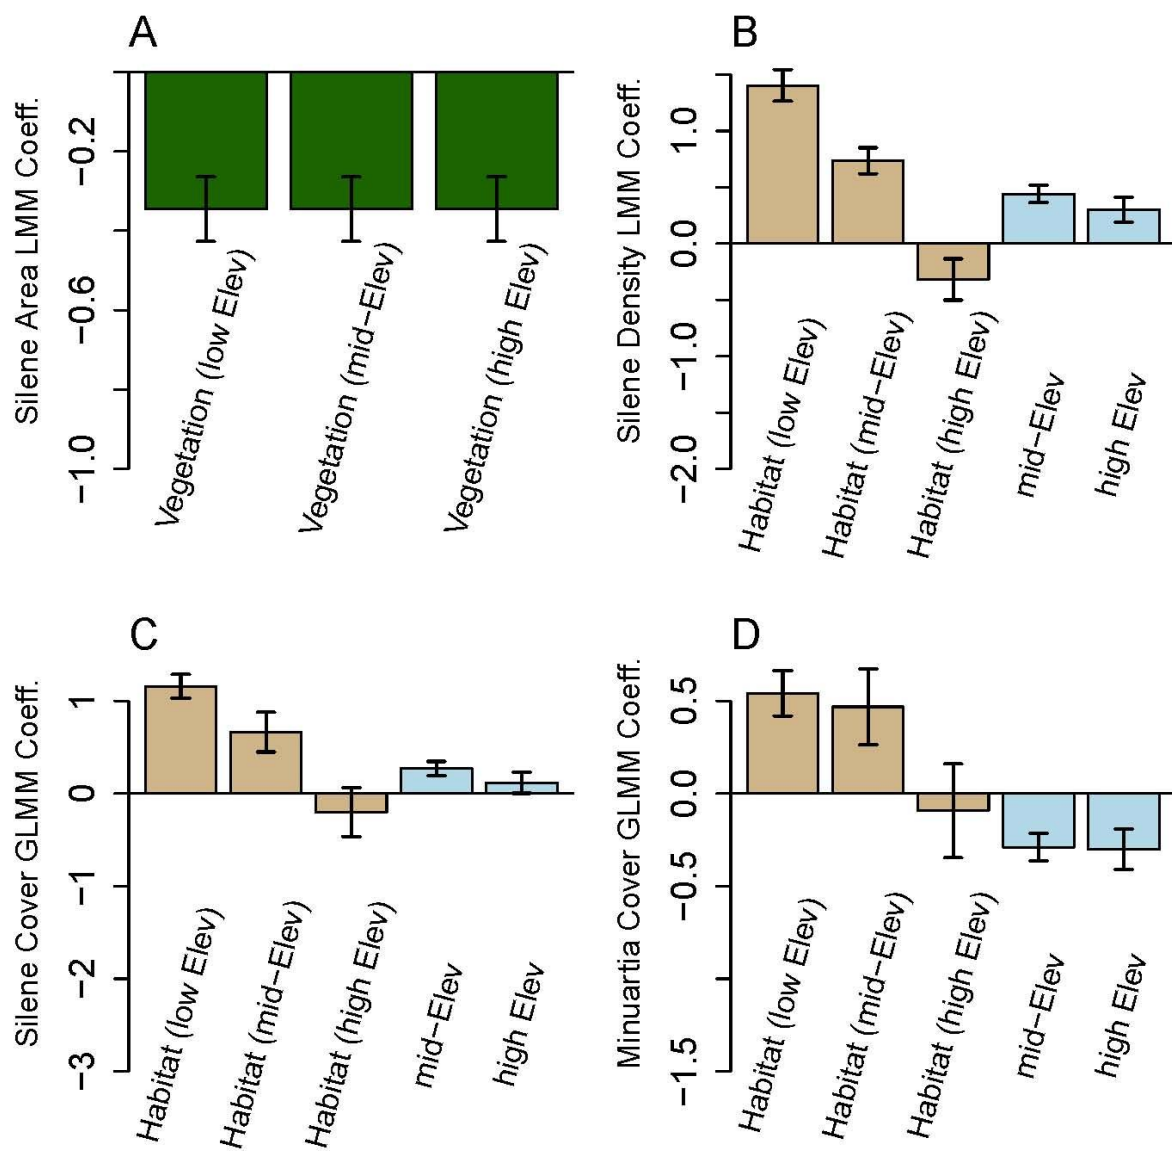 A
Silene Area LMM Coeff.
−0.2
−0.6
−1.0
Vegetation (low Elev)
Vegetation (mid−Elev)
Vegetation (high Elev)
B
Silene Density LMM Coeff.
1.0
0.0
−1.0
−2.0
Habitat (low Elev)
Habitat (mid−Elev)
Habitat (high Elev)
mid−Elev
high Elev
C
Silene Cover GLMM Coeff.
1
0
−1
−2
−3
Habitat (low Elev)
Habitat (mid−Elev)
Habitat (high Elev)
mid−Elev
high Elev
D
Minuartia Cover GLMM Coeff.
0.5
0.0
−0.5
−1.5
Habitat (low Elev)
Habitat (mid−Elev)
Habitat (high Elev)
mid−Elev
high Elev